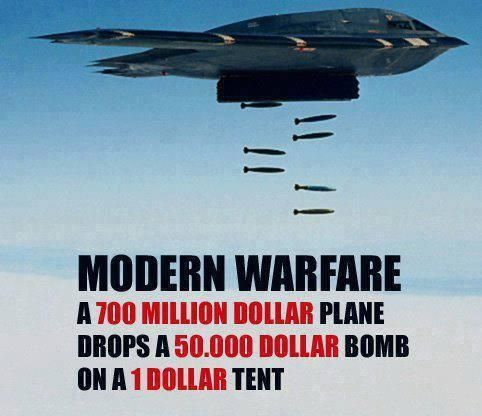 MODERN WARFARE
A 700 MILLION DOLLAR PLANE
DROPS A 50.000 DOLLAR BOMB
ON A 1 DOLLAR TENT